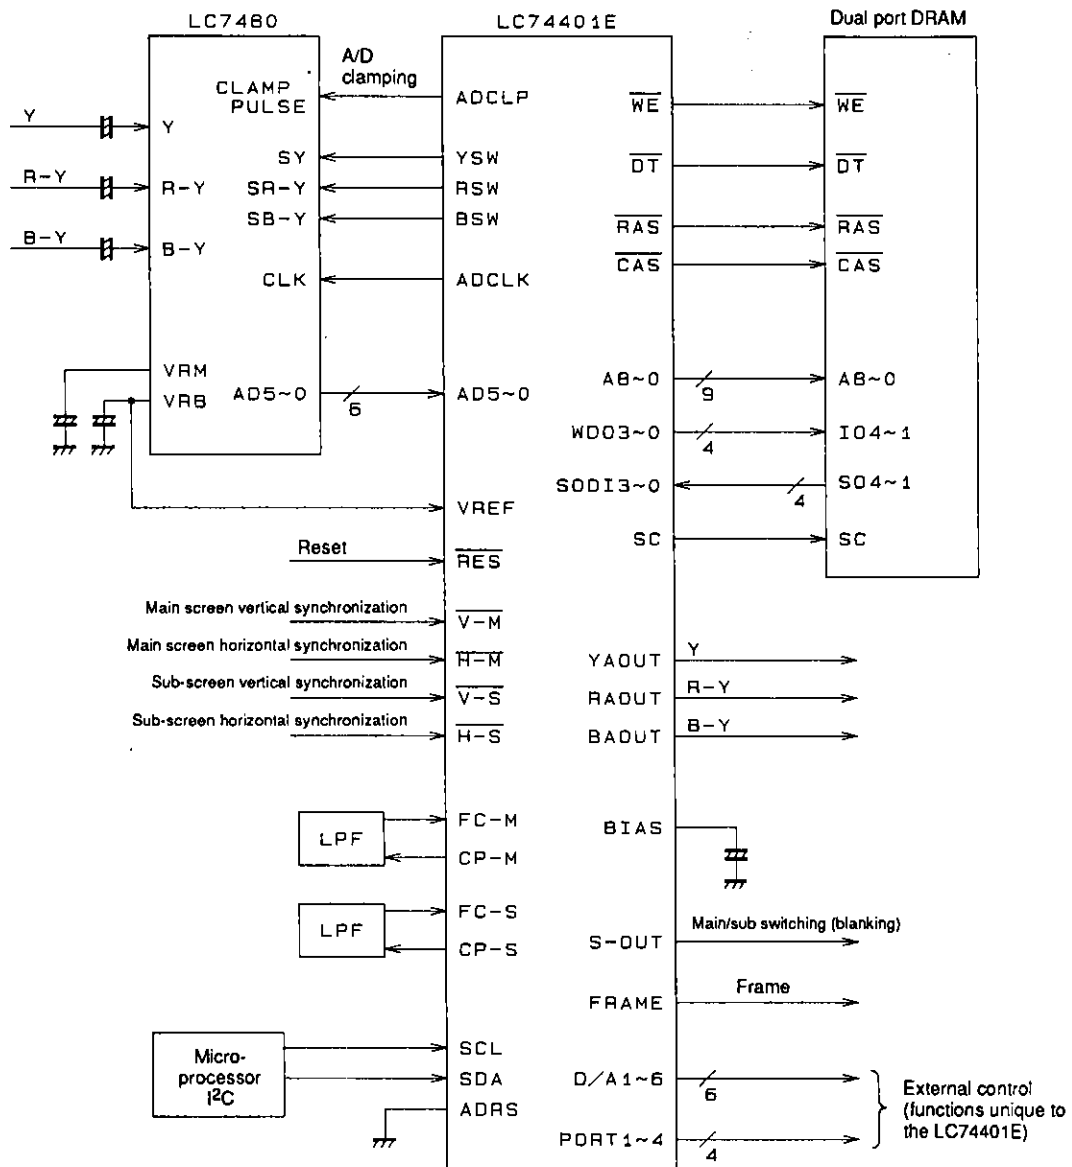 LC7480
LC74401E
Dual port DRAM
A/D
clamping
CLAMP
PULSE
ADCLP
WE
WE
Y
Y
SY
YSW
DT
DT
R-Y
R-Y
SR-Y
RSW
SB-Y
BSW
RAS
RAS
B-Y
B-Y
CAS
CAS
CLK
ADCLK
VRM
VRB
AD5~0
6
AD5~0
A8~0
9
A8~0
WDO3~0
4
IO4~1
SODI3~0
4
SO4~1
VREF
SC
SC
Reset
RES
Main screen vertical synchronization
V-M
Main screen horizontal synchronization
H-M
Sub-screen vertical synchronization
V-S
Sub-screen horizontal synchronization
H-S
YAOUT
Y
RAOUT
R-Y
BAOUT
B-Y
LPF
FC-M
CP-M
BIAS
LPF
FC-S
CP-S
S-OUT
Main/sub switching (blanking)
FRAME
Frame
Micro-
processor
I²C
SCL
SDA
ADRS
D/A1~6
6
PORT1~4
4
External control
(functions unique to
the LC74401E)